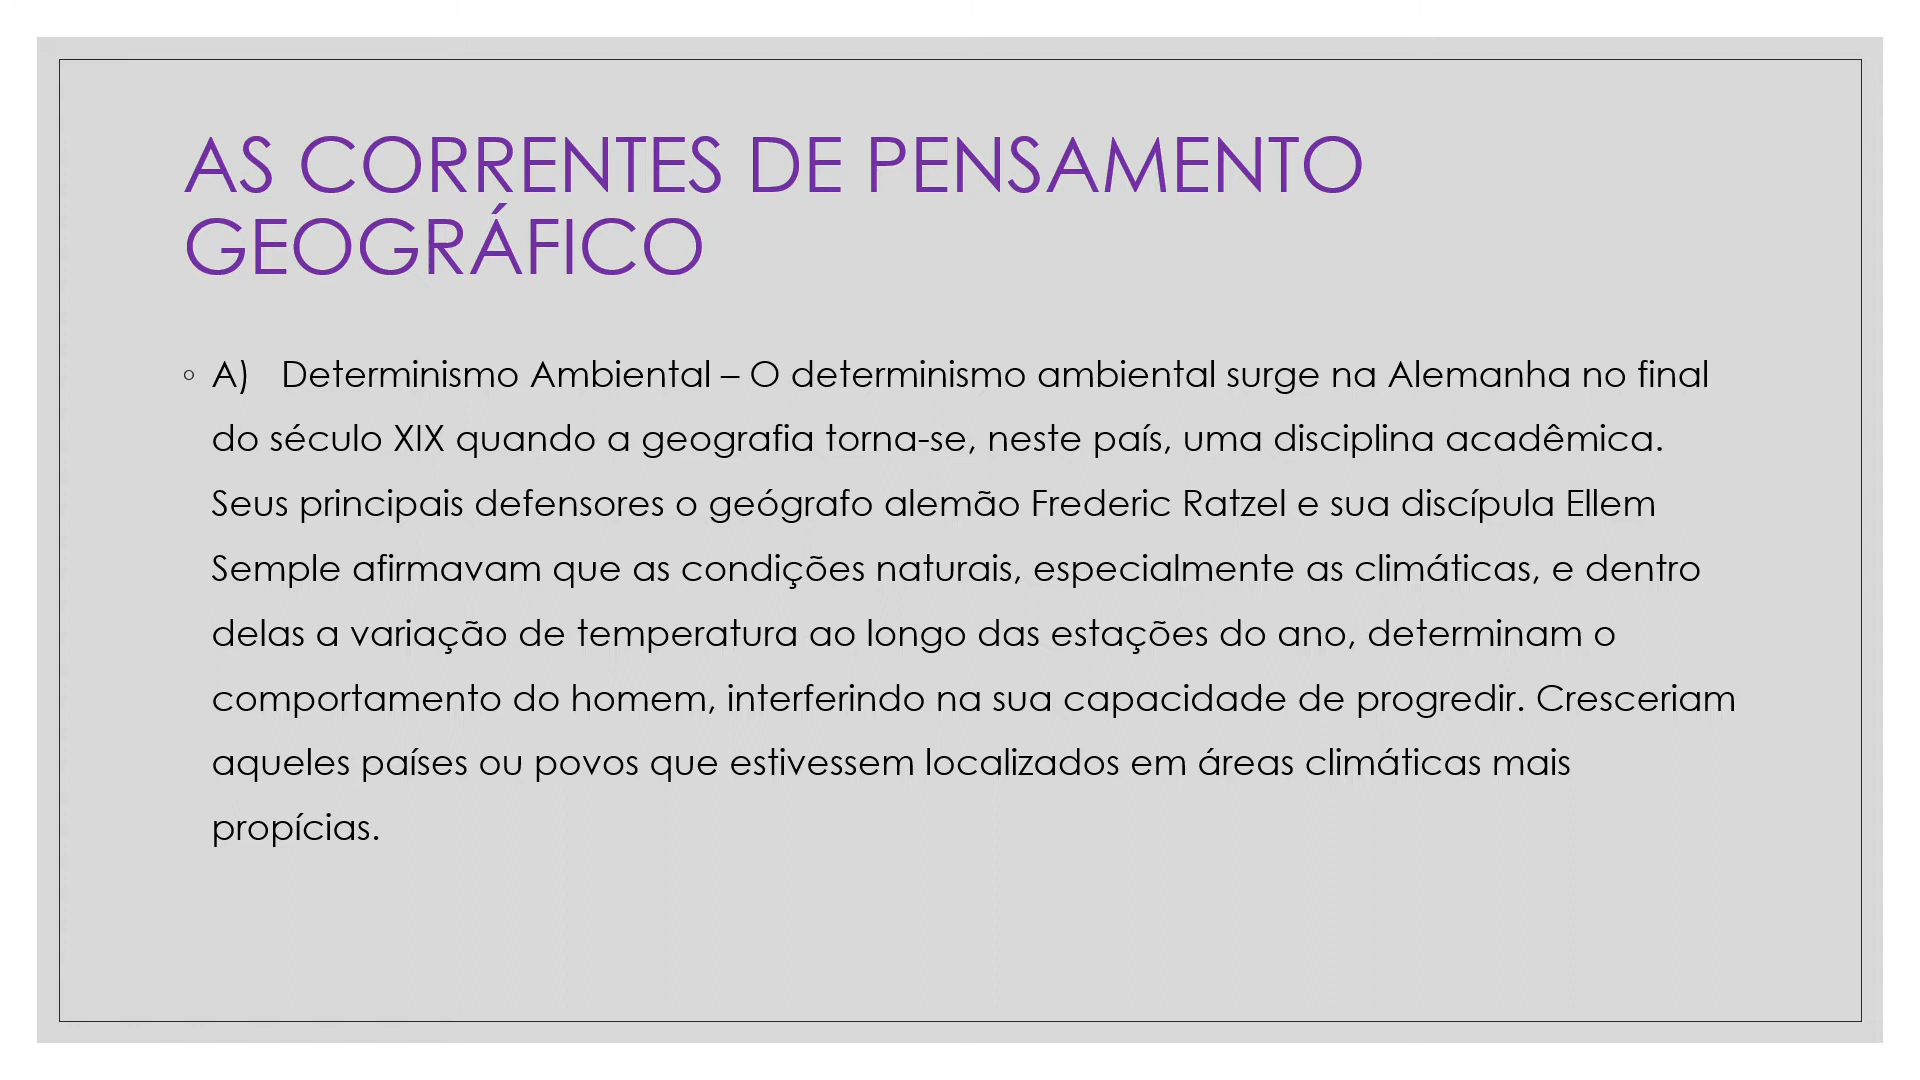 AS CORRENTES DE PENSAMENTO
GEOGRÁFICO
◦ A) Determinismo Ambiental – O determinismo ambiental surge na Alemanha no final
do século XIX quando a geografia torna-se, neste país, uma disciplina acadêmica.
Seus principais defensores o geógrafo alemão Frederic Ratzel e sua discípula Ellem
Semple afirmavam que as condições naturais, especialmente as climáticas, e dentro
delas a variação de temperatura ao longo das estações do ano, determinam o
comportamento do homem, interferindo na sua capacidade de progredir. Cresceriam
aqueles países ou povos que estivessem localizados em áreas climáticas mais
propícias.